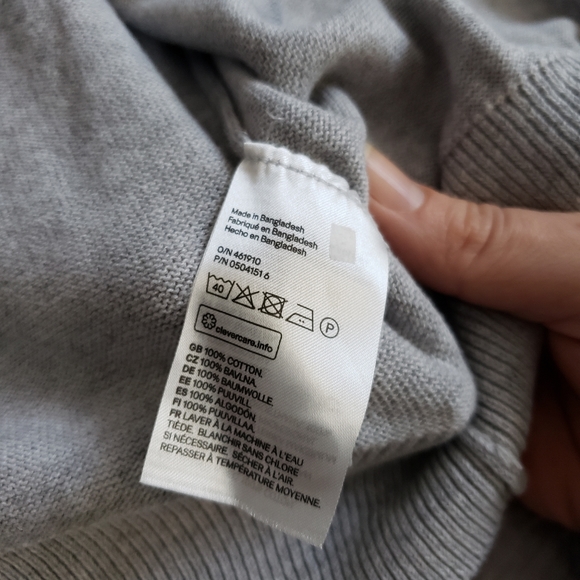 Made in Bangladesh
Fabriqué en Bangladesh
Hecho en Bangladesh
O/N 461910
P/N 0504151 6
40 P
clevercare.info
GB 100% COTTON.
CZ 100% BAVLNA.
DE 100% BAUMWOLLE.
EE 100% PUUVILL.
ES 100% ALGODÓN.
FI 100% PUUVILLAA.
FR LAVER À LA MACHINE À L'EAU
TIÈDE. BLANCHIR SANS CHLORE
SI NÉCESSAIRE. SÉCHER À L'AIR.
REPASSER À TEMPÉRATURE MOYENNE.